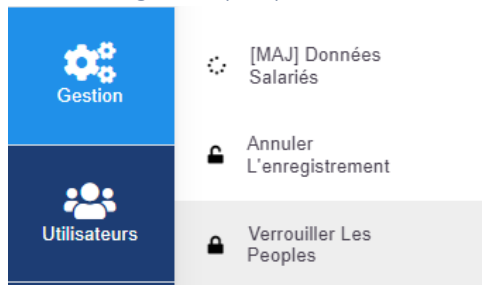 Gestion
[MAJ] Données
Salariés
Annuler
L'enregistrement
Utilisateurs
Verrouiller Les
Peoples